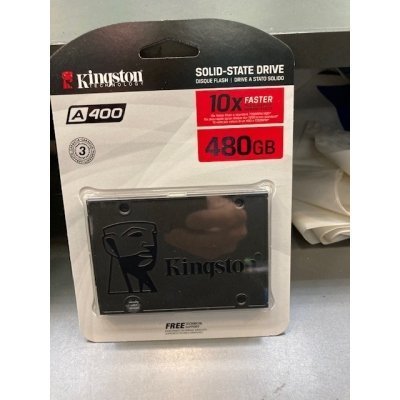 Kingston
TECHNOLOGY
SOLID-STATE DRIVE
DISQUE FLASH | DRIVE A STATO SOLIDO
A400
10x FASTER
480GB
3
Kingston
FREE